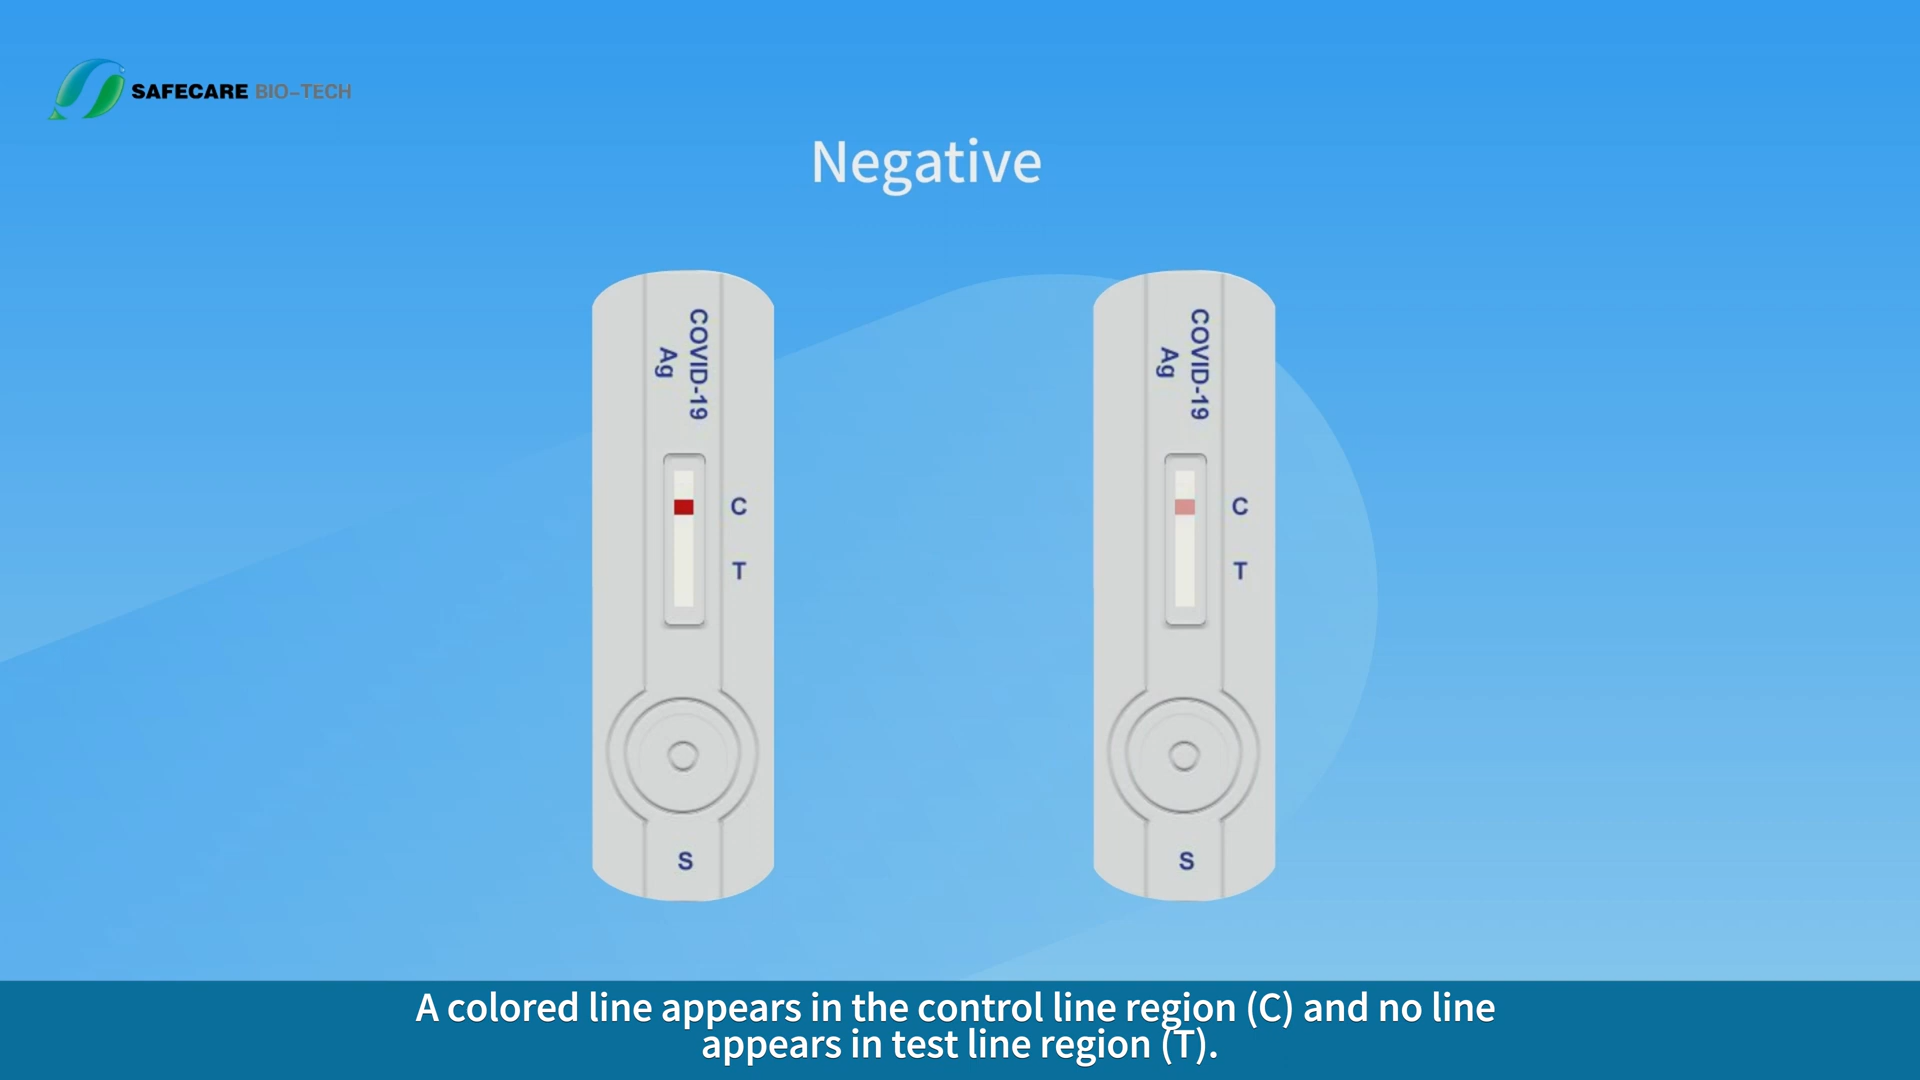 SAFECARE BIO-TECH
Negative
COVID-19
Ag
C
T
S
COVID-19
Ag
C
T
S
A colored line appears in the control line region (C) and no line
appears in test line region (T).